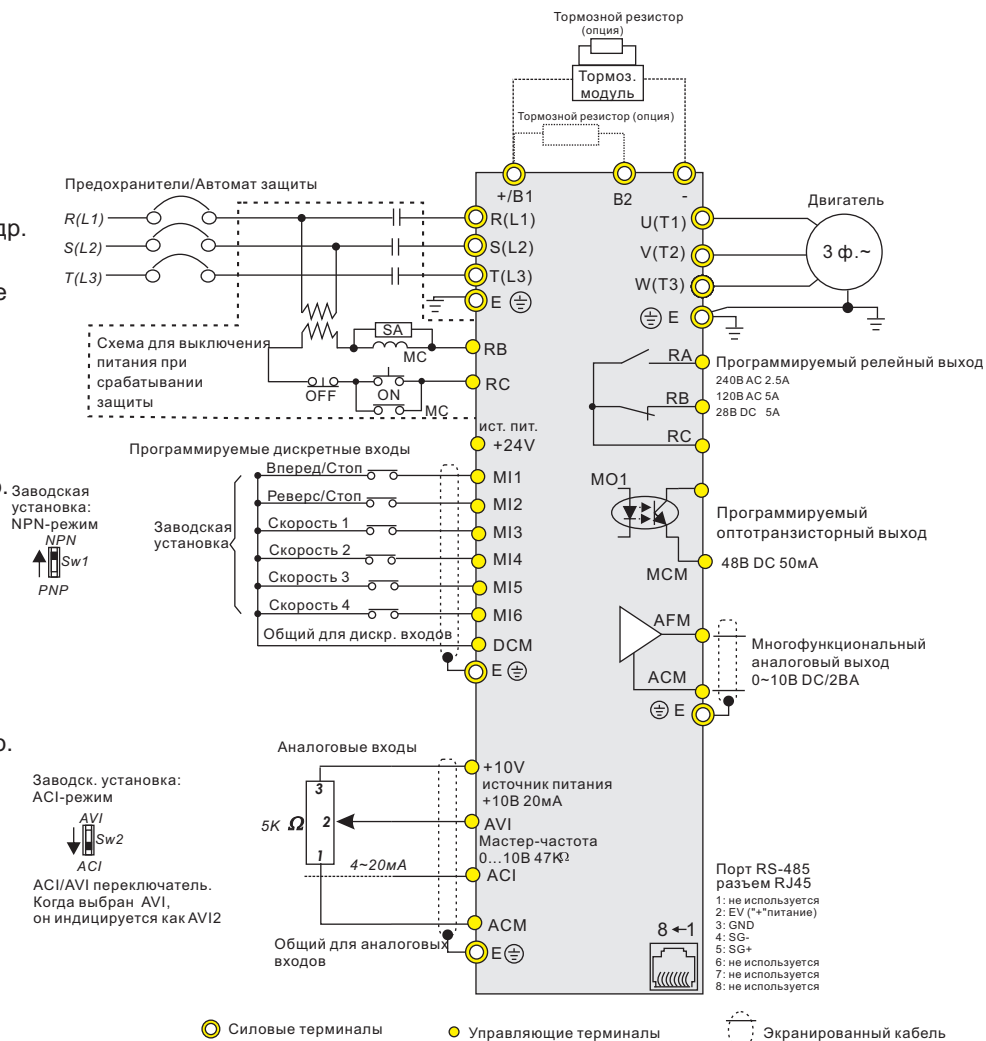 Тормозной резистор
(опция)
Тормоз.
модуль
Тормозной резистор (опция)
+/B1
B2
-
Предохранители/Автомат защиты
R(L1)
S(L2)
T(L3)
R(L1)
S(L2)
T(L3)
E
U(T1)
V(T2)
W(T3)
E
Двигатель
3 ф.~
др.
е
Схема для выключения
питания при
срабатывании
защиты
SA
MC
OFF
ON
MC
RB
RC
RA
RB
RC
Программируемый релейный выход
240В AC 2.5A
120В AC 5A
28В DC 5A
ист. пит.
+24V
Программируемые дискретные входы
Вперед/Стоп
Реверс/Стоп
Скорость 1
Скорость 2
Скорость 3
Скорость 4
Общий для дискр. входов
Заводская
установка
MI1
MI2
MI3
MI4
MI5
MI6
DCM
E
Заводская
установка:
NPN-режим
NPN
Sw1
PNP
MO1
MCM
Программируемый
оптотранзисторный выход
48В DC 50мА
AFM
ACM
E
Многофункциональный
аналоговый выход
0~10В DC/2ВА
р.
Заводск. установка:
ACI-режим
AVI
Sw2
ACI
ACI/AVI переключатель.
Когда выбран AVI,
он индицируется как AVI2
Аналоговые входы
3
2
1
5K Ω
4~20мА
+10V
источник питания
+10В 20мА
AVI
Мастер-частота
0...10В 47KΩ
ACI
ACM
E
Общий для аналоговых
входов
8 ←1
Порт RS-485
разъем RJ45
1: не используется
2: EV ("+"питание)
3: GND
4: SG-
5: SG+
6: не используется
7: не используется
8: не используется
Силовые терминалы
Управляющие терминалы
Экранированный кабель